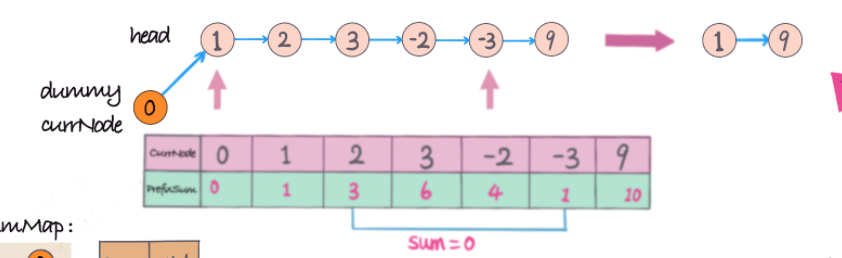 head 1 2 3 -2 -3 9 1 9
dummy 0
currNode
CurrNode 0 1 2 3 -2 -3 9
PrefixSum 0 1 3 6 4 1 10
mMap:
Sum=0